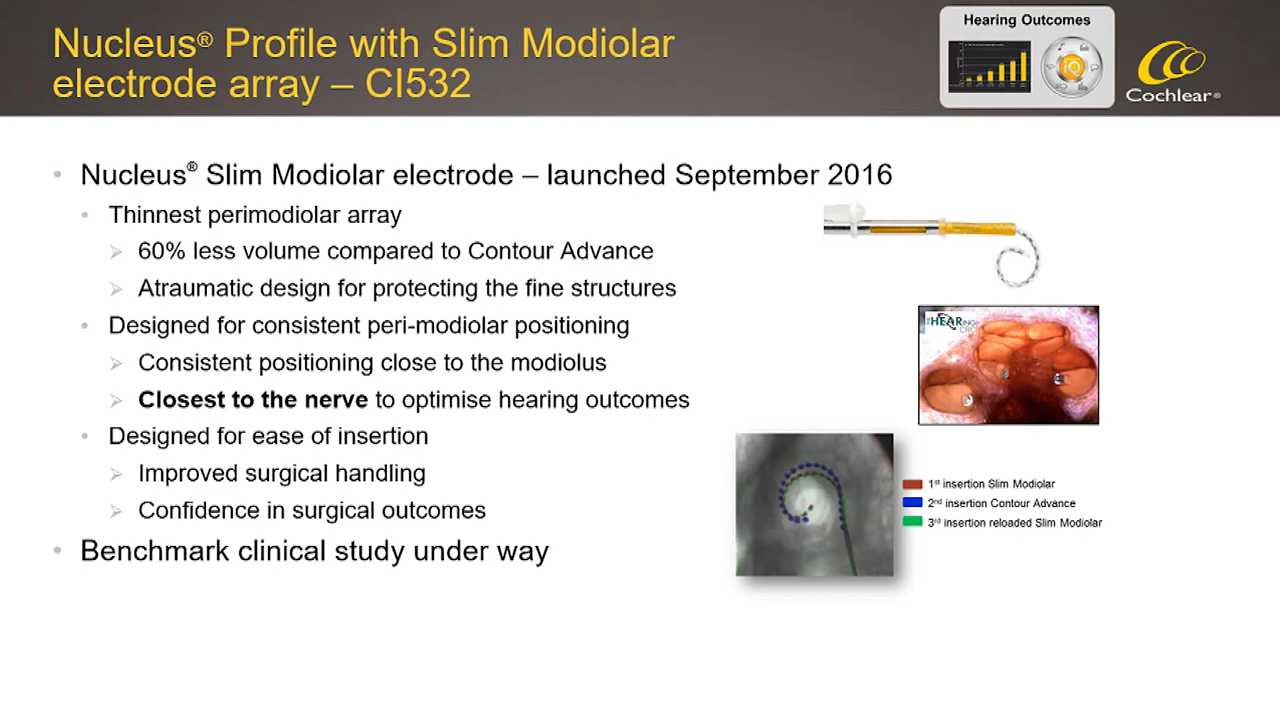 Nucleus® Profile with Slim Modiolar
electrode array – CI532
Hearing Outcomes
iQ
Cochlear®
Nucleus® Slim Modiolar electrode – launched September 2016
Thinnest perimodiolar array
60% less volume compared to Contour Advance
Atraumatic design for protecting the fine structures
Designed for consistent peri-modiolar positioning
Consistent positioning close to the modiolus
Closest to the nerve to optimise hearing outcomes
Designed for ease of insertion
Improved surgical handling
Confidence in surgical outcomes
Benchmark clinical study under way
THE HEARing
CRC
1st insertion Slim Modiolar
2nd insertion Contour Advance
3rd insertion reloaded Slim Modiolar